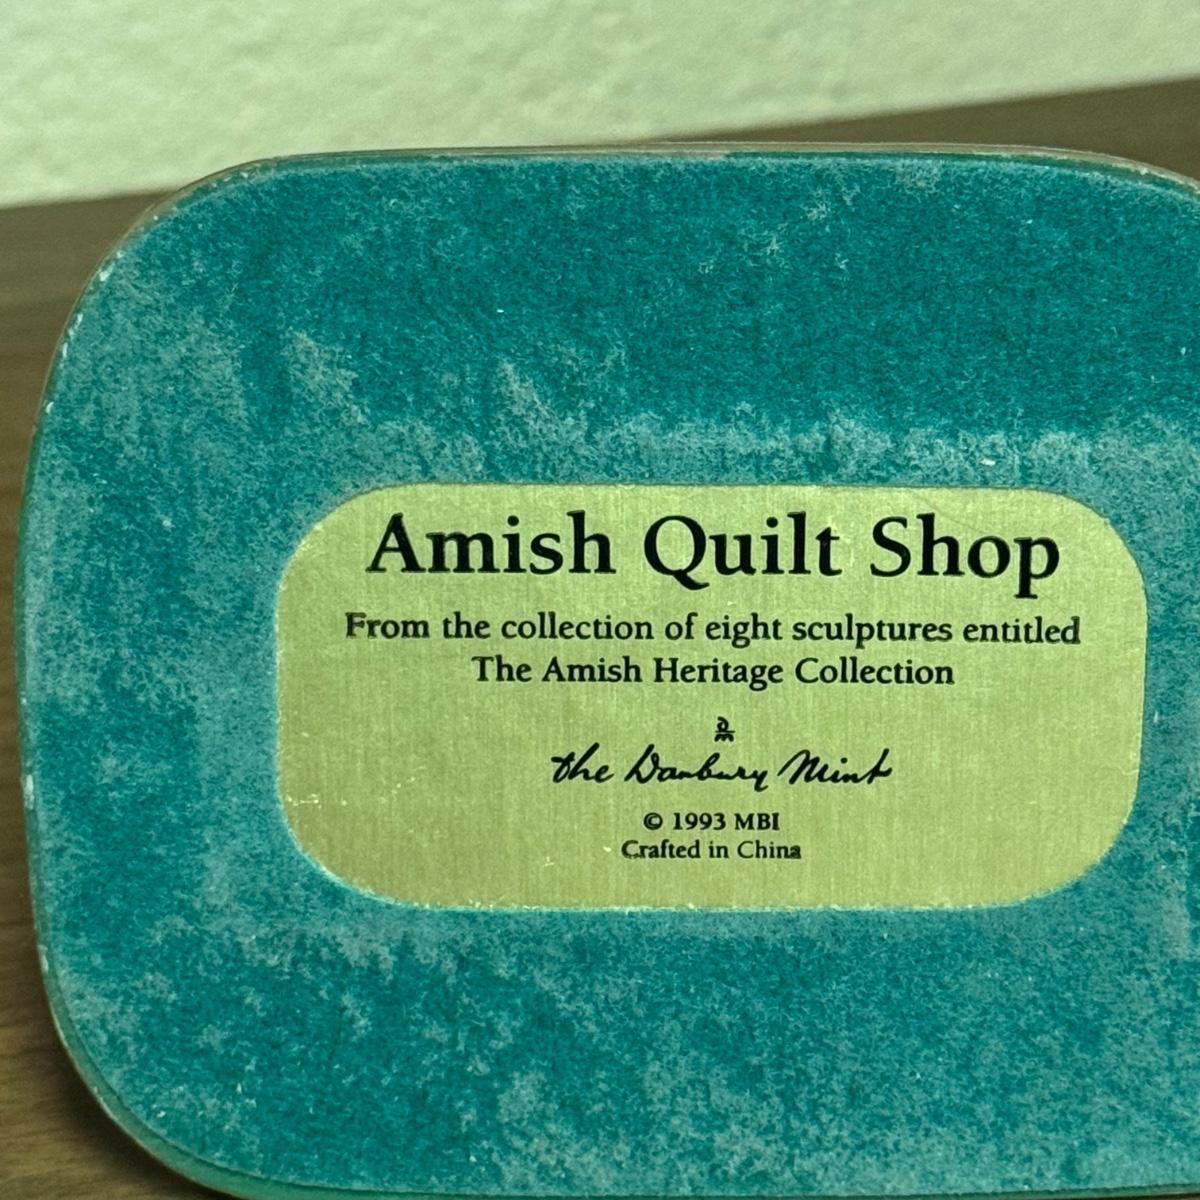 Amish Quilt Shop
From the collection of eight sculptures entitled
The Amish Heritage Collection
the Danbury Mint
© 1993 MBI
Crafted in China